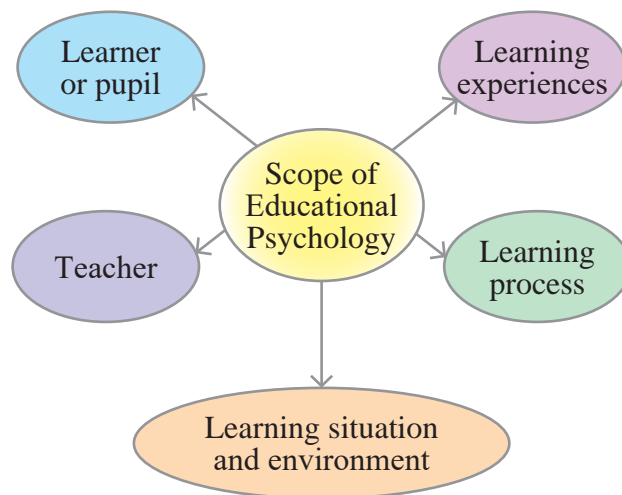 Learner
or pupil
Learning
experiences
Scope of
Educational
Psychology
Teacher
Learning
process
Learning situation
and environment